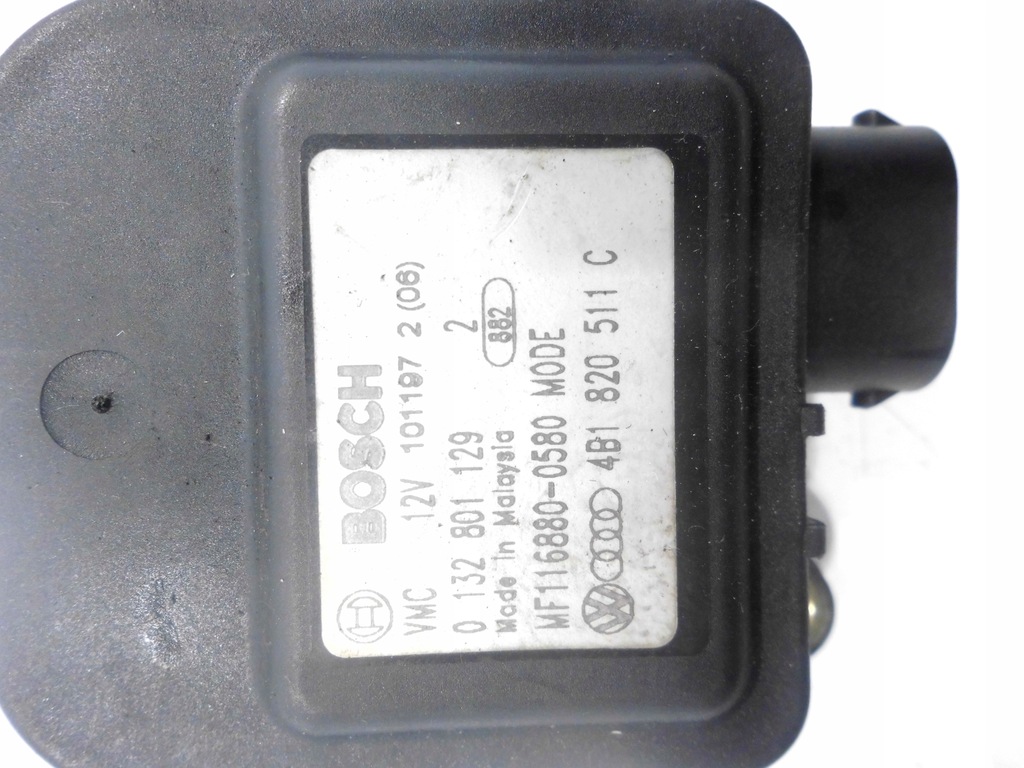 BOSCH
VMC 12V 101197 2 (06)
0 132 801 129 2
Made in Malaysia 882
MF116880-0580 MODE
4B1 820 511 C